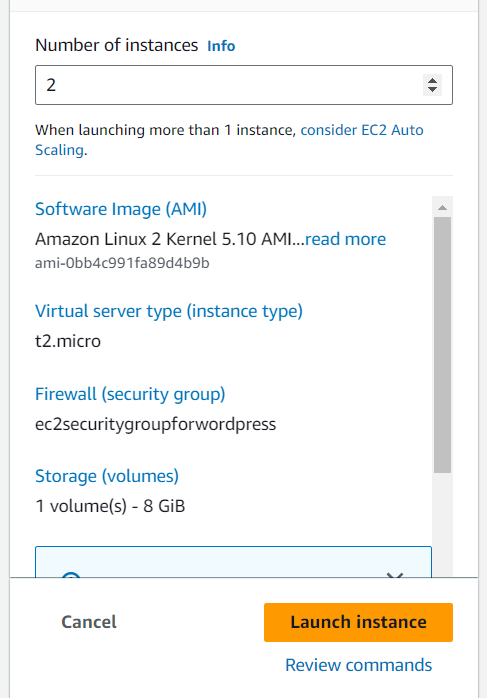 Number of instances Info
2
When launching more than 1 instance, consider EC2 Auto
Scaling.
Software Image (AMI)
Amazon Linux 2 Kernel 5.10 AMI...read more
ami-0bb4c991fa89d4b9b
Virtual server type (instance type)
t2.micro
Firewall (security group)
ec2securitygroupforwordpress
Storage (volumes)
1 volume(s) - 8 GiB
Cancel
Launch instance
Review commands